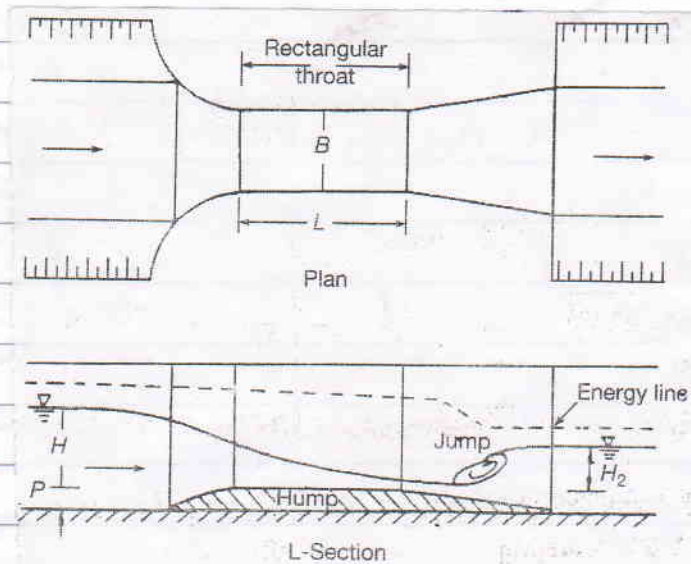 Rectangular
throat
B
L
Plan
Energy line
Jump
H
H₂
P
Hump
L-Section